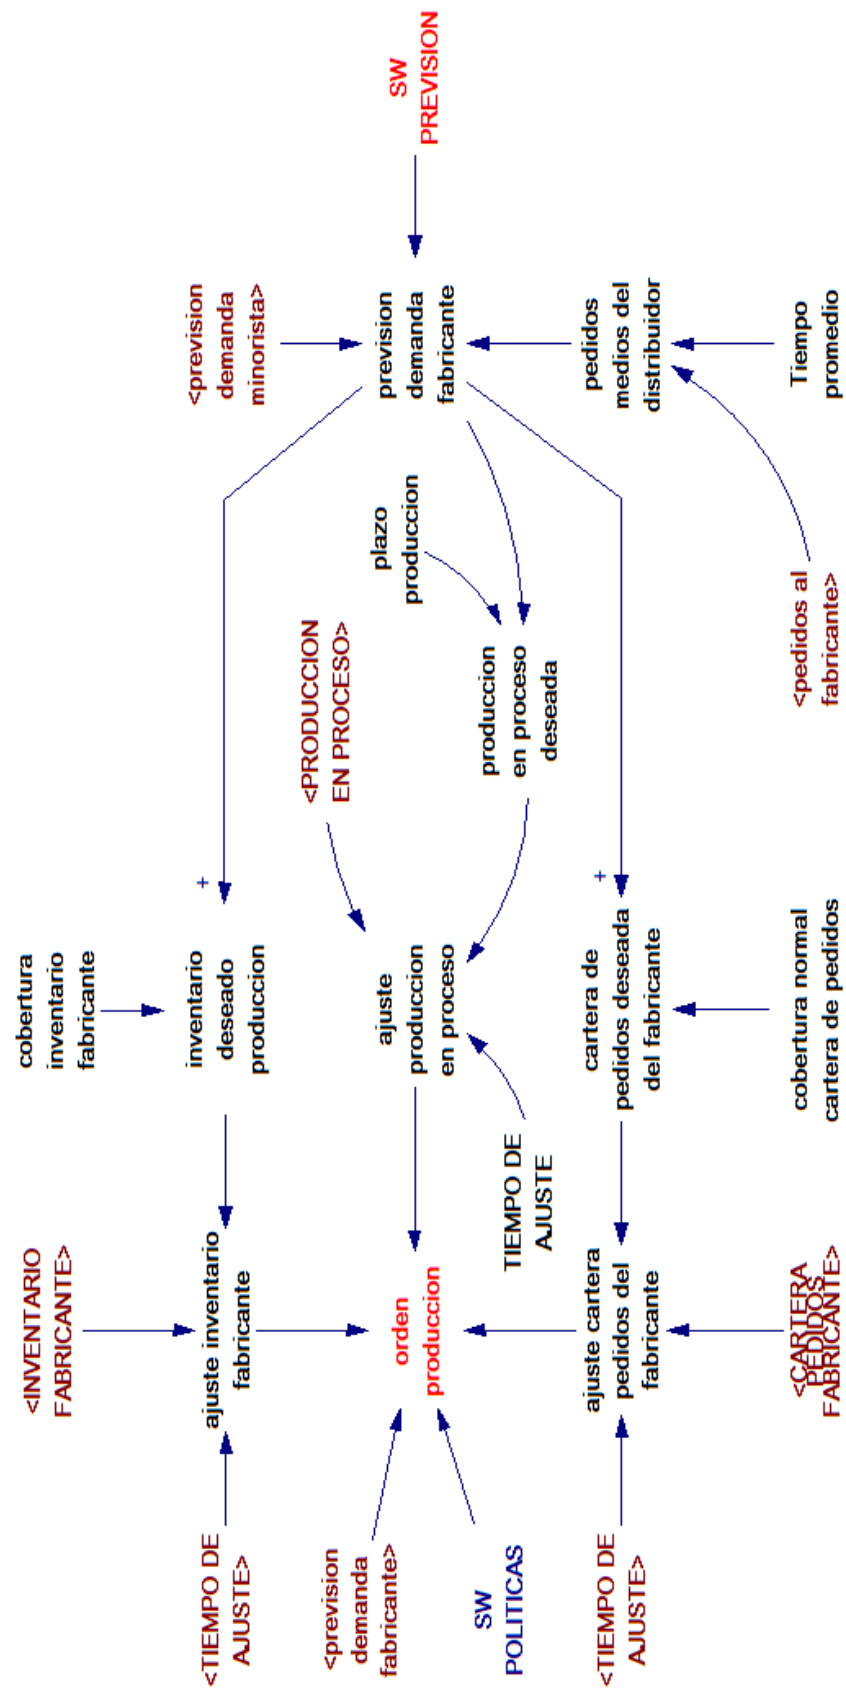 <INVENTARIO
FABRICANTE>
cobertura
inventario
fabricante
<TIEMPO DE
AJUSTE>
ajuste inventario
fabricante
inventario
deseado
produccion
+
<prevision
demanda
minorista>
<PRODUCCION
EN PROCESO>
<prevision
demanda
fabricante>
orden
produccion
ajuste
produccion
en proceso
plazo
produccion
prevision
demanda
fabricante
SW
PREVISION
SW
POLITICAS
TIEMPO DE
AJUSTE
produccion
en proceso
deseada
<TIEMPO DE
AJUSTE>
ajuste cartera
pedidos del
fabricante
cartera de
pedidos deseada
del fabricante
+
pedidos
medios del
distribuidor
<CARTERA
PEDIDOS
FABRICANTE>
cobertura normal
cartera de pedidos
<pedidos al
fabricante>
Tiempo
promedio